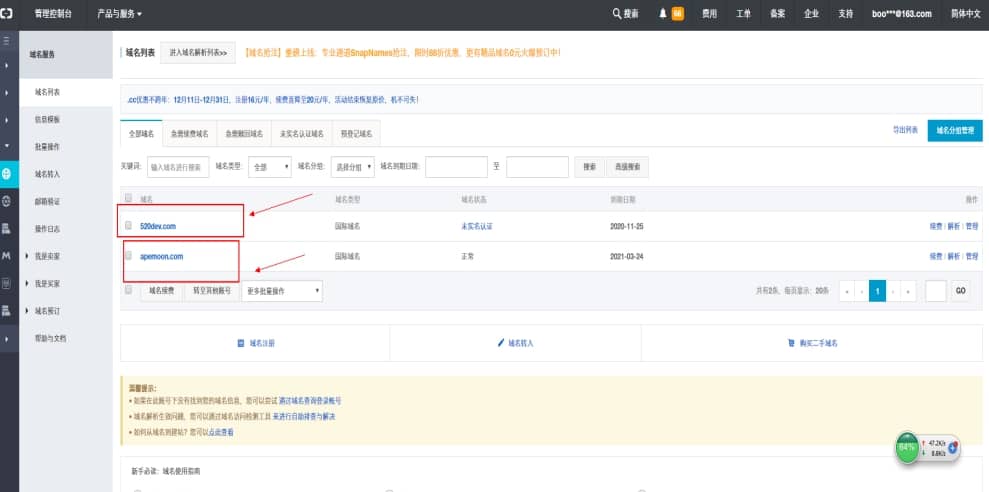 管理控制台 产品与服务 搜索 66 费用 工单 备案 企业 支持 boo***@163.com 简体中文
域名服务
域名列表
信息模板
批量操作
域名转入
邮箱验证
操作日志
我是卖家
我是买家
域名预订
帮助与文档
域名列表 进入域名解析列表>> 【域名抢注】重磅上线：专业通道SnapNames抢注，限时88折优惠，更有精品域名0元火爆预订中!
.cc优惠不跨年：12月11日-12月31日，注册16元/年，续费直降至20元/年，活动结束恢复原价，机不可失!
全部域名 急需续费域名 急需赎回域名 未实名认证域名 预登记域名 导出列表 域名分组管理
关键词: 输入域名进行搜索 域名类型: 全部 域名分组: 选择分组 域名到期日期: 至 搜索 高级搜索
域名 域名类型 域名状态 到期日期 操作
520dev.com 国际域名 未实名认证 2020-11-25 续费 | 解析 | 管理
apemoon.com 国际域名 正常 2021-03-24 续费 | 解析 | 管理
域名续费 转至其他账号 更多批量操作 共有2条，每页显示：20条 « ‹ 1 › » GO
域名注册 域名转入 购买二手域名
温馨提示：
• 如果在此账号下没有找到您的域名信息，您可以尝试 通过域名查询登录账号
• 域名解析生效问题，您可以通过域名访问检测工具 来进行自助排查与解决
• 如何从域名到建站？您可以点此查看
64% 47.2K/s
8.8K/s
新手必读：域名使用指南